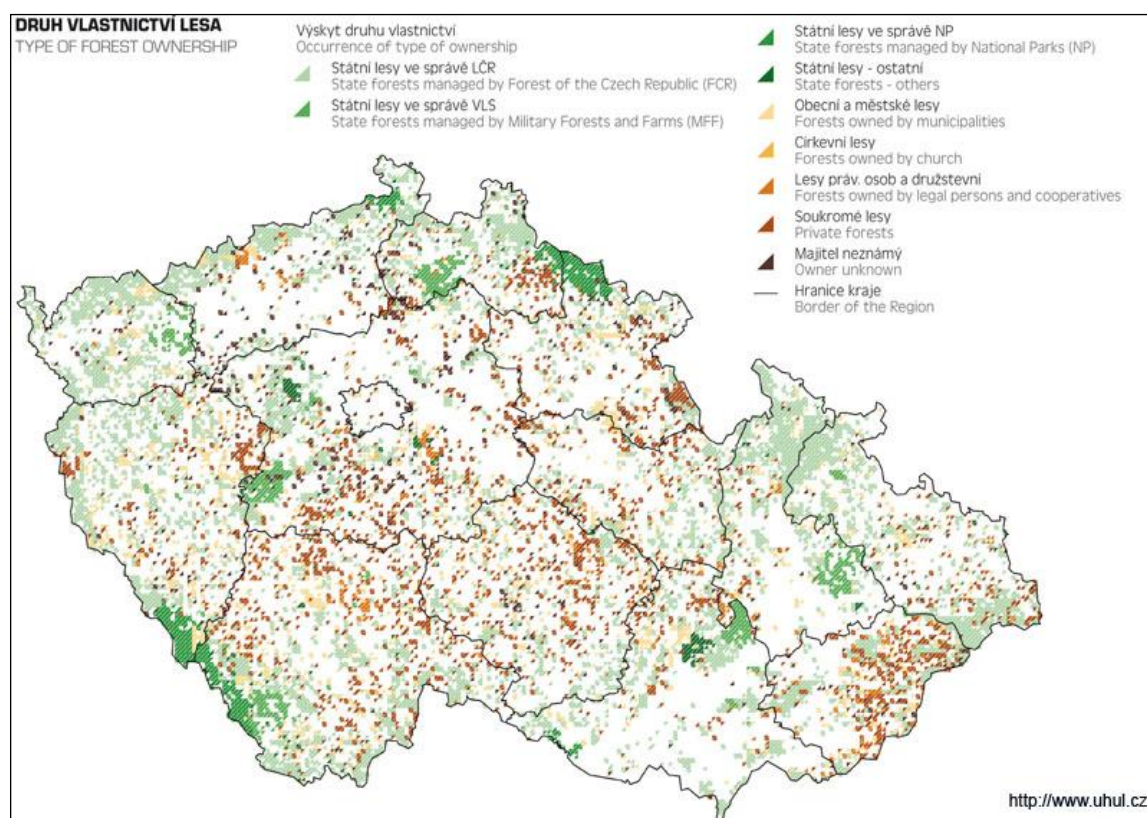 DRUH VLASTNICTVÍ LESA
TYPE OF FOREST OWNERSHIP
Výskyt druhu vlastnictví
Occurrence of type of ownership
Státní lesy ve správě LČR
State forests managed by Forest of the Czech Republic (FCR)
Státní lesy ve správě VLS
State forests managed by Military Forests and Farms (MFF)
Státní lesy ve správě NP
State forests managed by National Parks (NP)
Státní lesy - ostatní
State forests - others
Obecní a městské lesy
Forests owned by municipalities
Církevní lesy
Forests owned by church
Lesy práv. osob a družstevní
Forests owned by legal persons and cooperatives
Soukromé lesy
Private forests
Majitel neznámý
Owner unknown
Hranice kraje
Border of the Region
http://www.uhul.cz